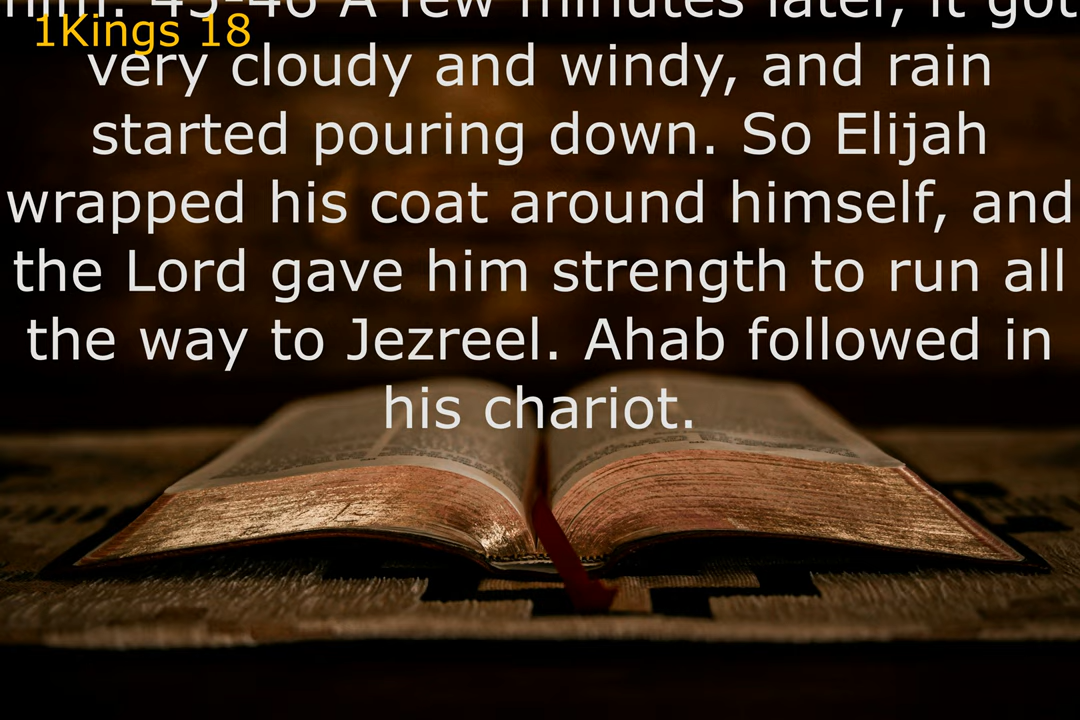 him. 45-46 A few minutes later, it got
1Kings 18
very cloudy and windy, and rain
started pouring down. So Elijah
wrapped his coat around himself, and
the Lord gave him strength to run all
the way to Jezreel. Ahab followed in
his chariot.